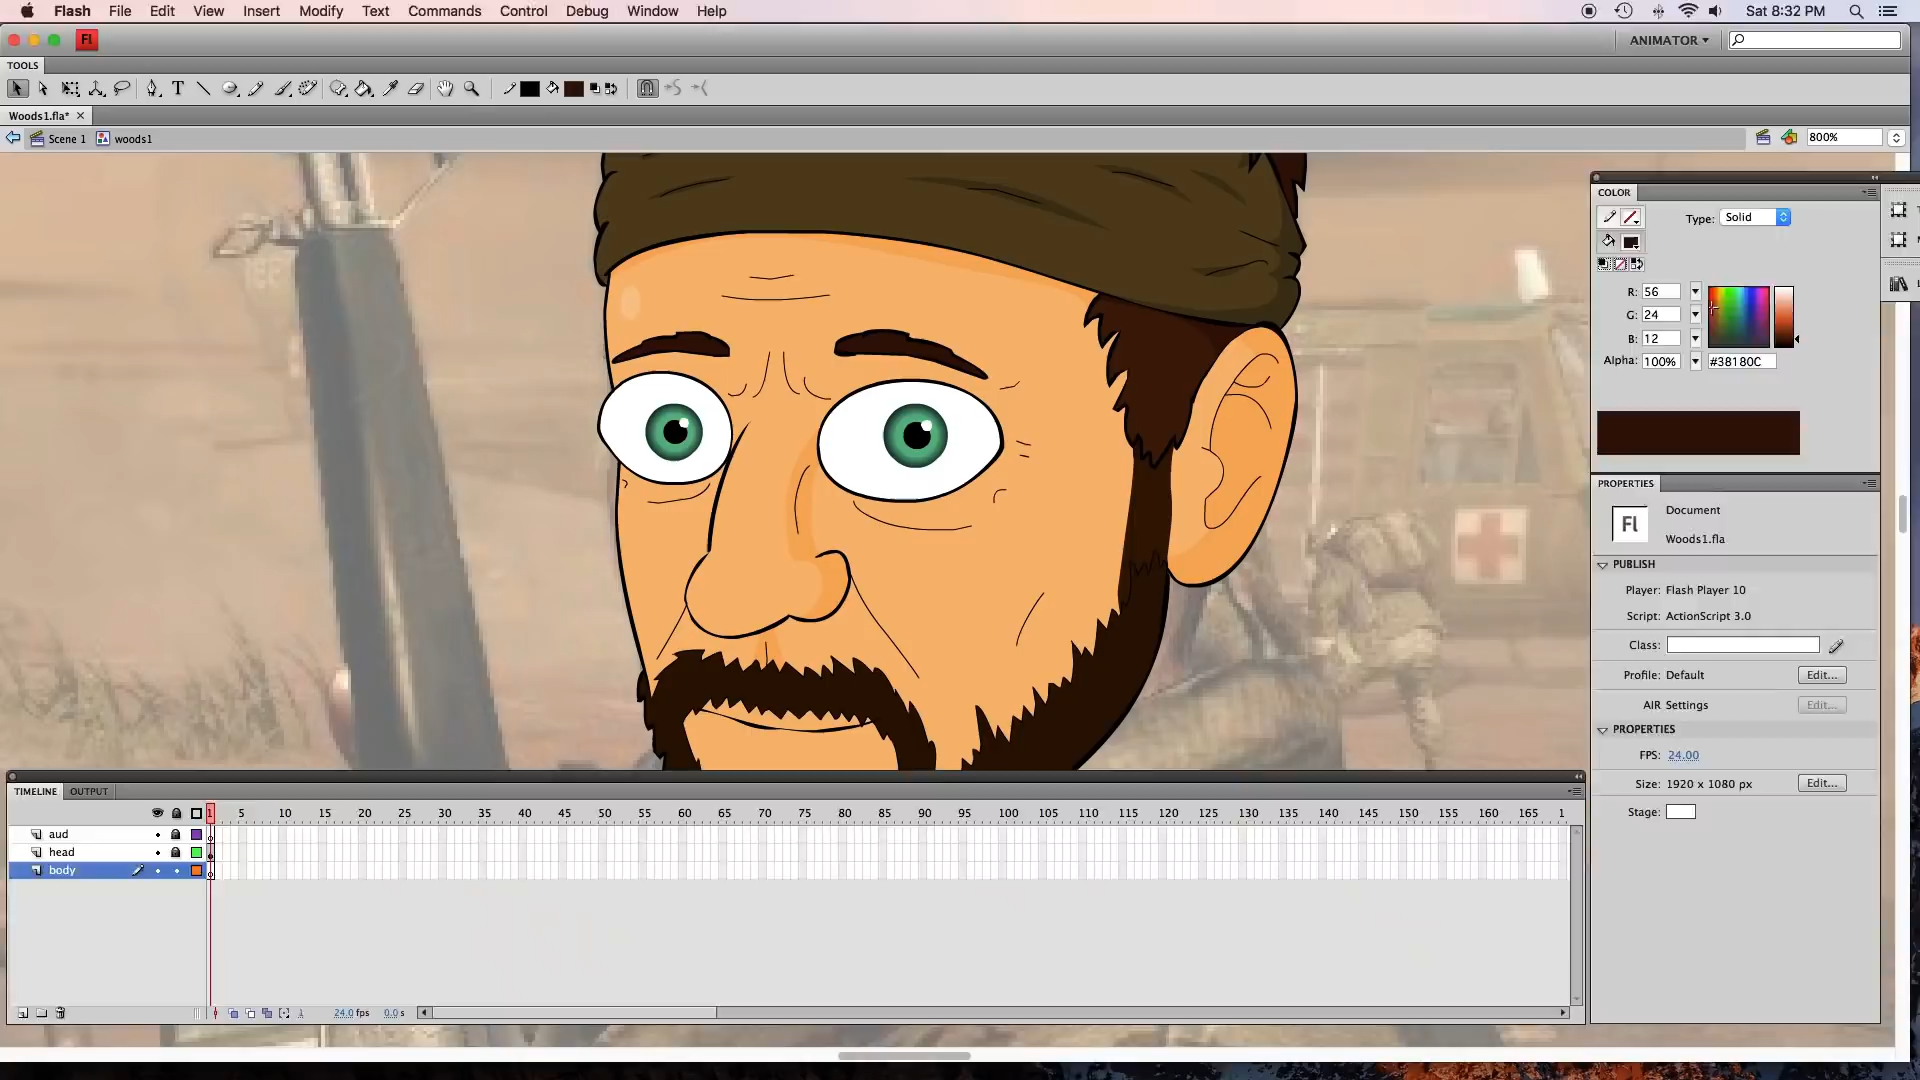 Flash File Edit View Insert Modify Text Commands Control Debug Window Help Sat 8:32 PM
Fl ANIMATOR
TOOLS
T
Woods1.fla*
Scene 1 woods1 800%
COLOR
Type: Solid
R: 56
G: 24
B: 12
Alpha: 100% #38180C
PROPERTIES
Fl Document
Woods1.fla
PUBLISH
Player: Flash Player 10
Script: ActionScript 3.0
Class:
Profile: Default Edit...
AIR Settings Edit...
PROPERTIES
FPS: 24.00
Size: 1920 x 1080 px Edit...
Stage:
TIMELINE OUTPUT
1 5 10 15 20 25 30 35 40 45 50 55 60 65 70 75 80 85 90 95 100 105 110 115 120 125 130 135 140 145 150 155 160 165 1
aud
head
body
1 24.0 fps 0.0 s